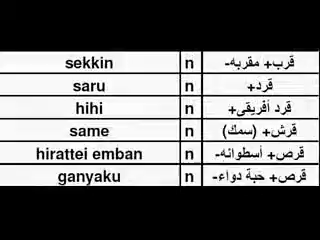 sekkin n قرب+ مقربه-
saru n قرد+
hihi n قرد أفريقى+
same n قرش+ (سمك)
hirattei emban n قرص+ أسطوانه-
ganyaku n قرص+ حبة دواء-